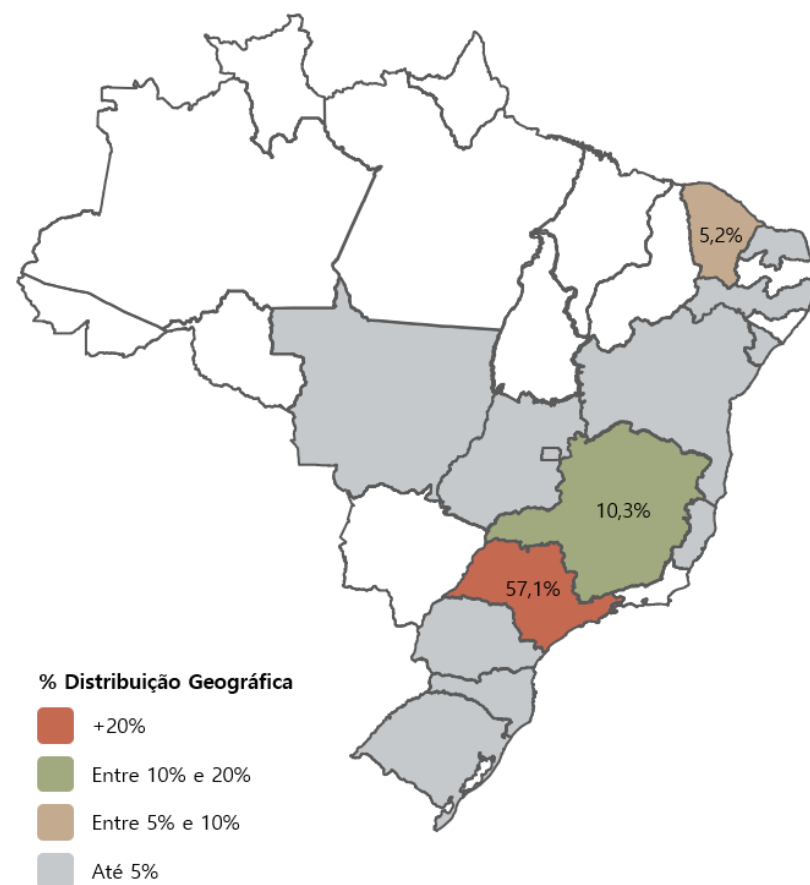 5,2%
10,3%
57,1%
% Distribuição Geográfica
+20%
Entre 10% e 20%
Entre 5% e 10%
Até 5%